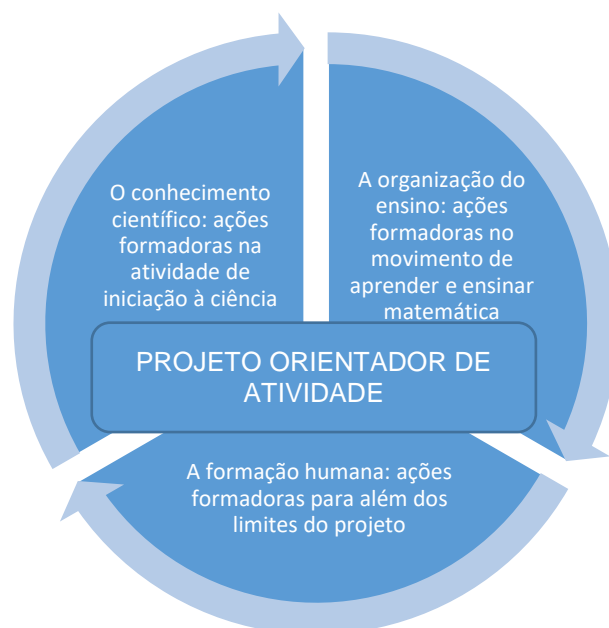 O conhecimento
científico: ações
formadoras na
atividade de
iniciação à ciência
A organização do
ensino: ações
formadoras no
movimento de
aprender e ensinar
matemática
PROJETO ORIENTADOR DE
ATIVIDADE
A formação humana: ações
formadoras para além dos
limites do projeto